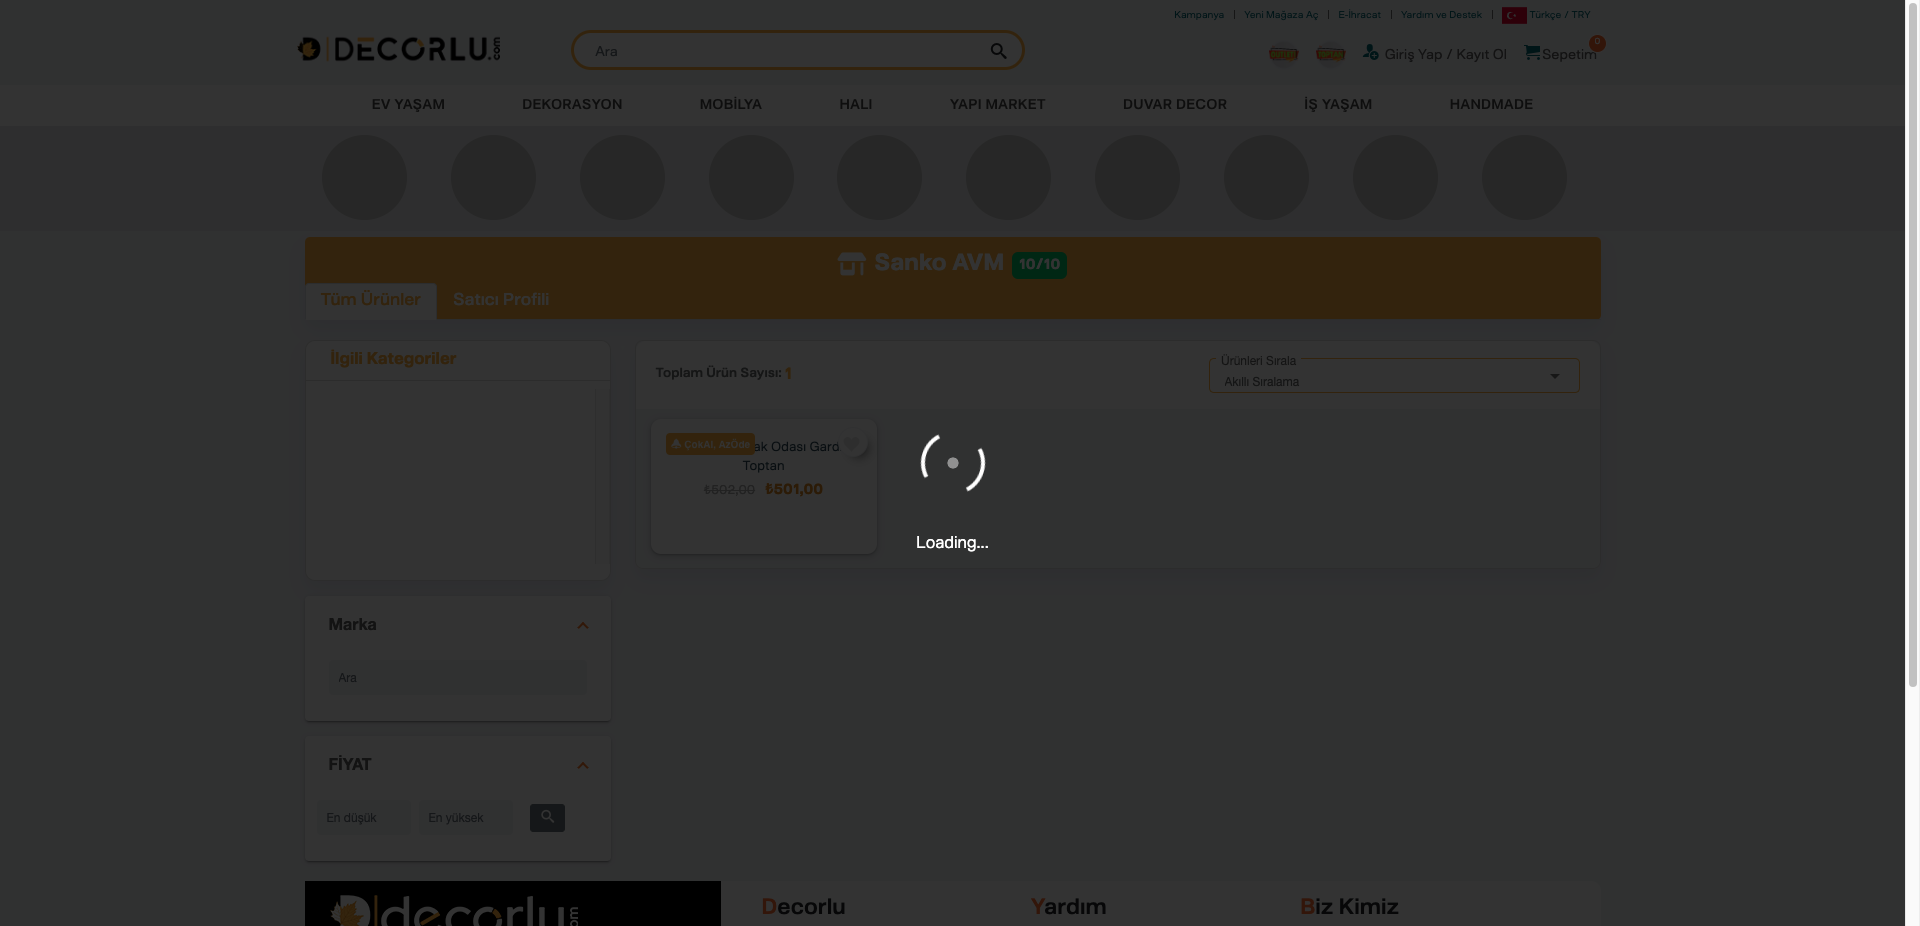 Kampanya | Yeni Mağaza Aç | E-İhracat | Yardım ve Destek | Türkçe / TRY
DECORLU.com
Ara
Giriş Yap / Kayıt Ol
Sepetim
0
EV YAŞAM DEKORASYON MOBİLYA HALI YAPI MARKET DUVAR DECOR İŞ YAŞAM HANDMADE
Sanko AVM 10/10
Tüm Ürünler Satıcı Profili
İlgili Kategoriler
Toplam Ürün Sayısı: 1
Ürünleri Sırala
Akıllı Sıralama
ÇokAl, AzÖde
ak Odası Gard
Toptan
₺502,00 ₺501,00
Loading...
Marka
Ara
FİYAT
En düşük En yüksek
decorlu.com
Decorlu Yardım Biz Kimiz